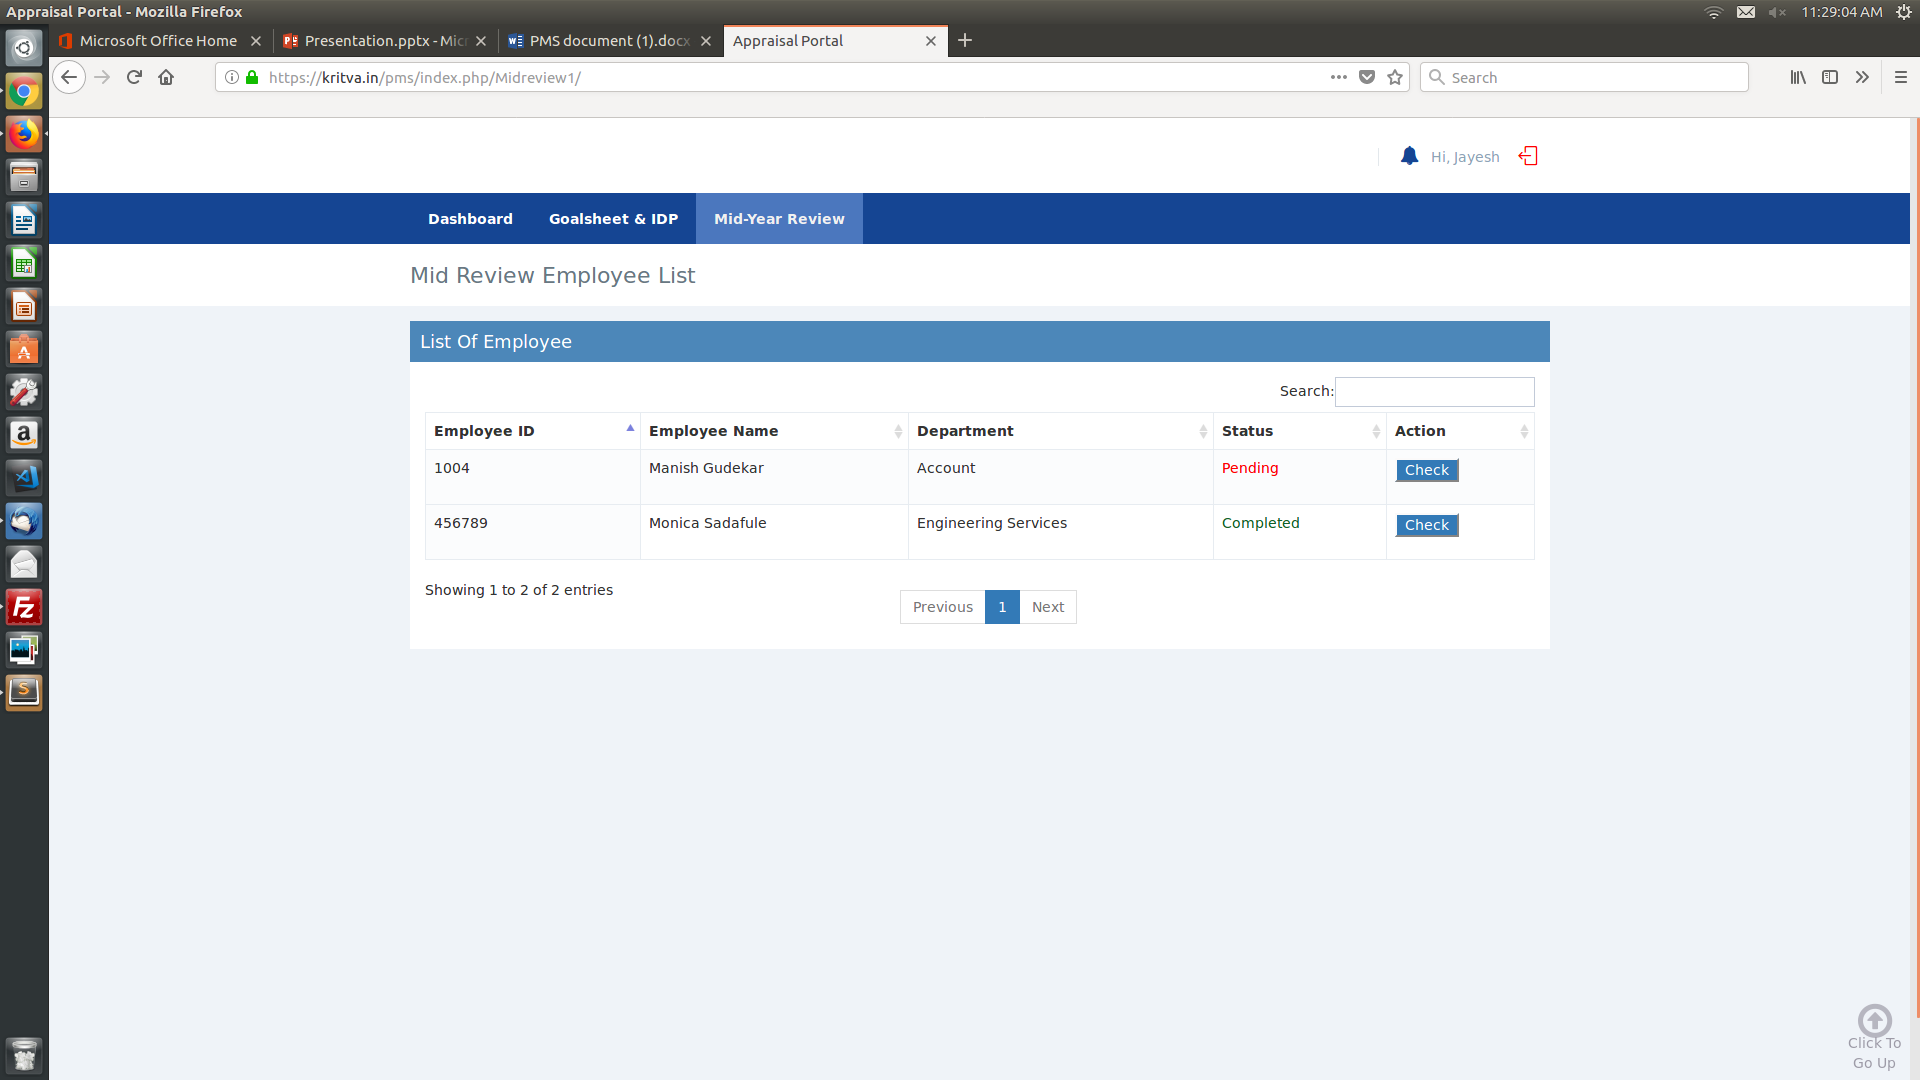 Appraisal Portal - Mozilla Firefox
11:29:04 AM
Microsoft Office Home
Presentation.pptx - Micr
PMS document (1).docx
Appraisal Portal
https://kritva.in/pms/index.php/Midreview1/
Search
Hi, Jayesh
Dashboard
Goalsheet & IDP
Mid-Year Review
Mid Review Employee List
List Of Employee
Search:
Employee ID
Employee Name
Department
Status
Action
1004
Manish Gudekar
Account
Pending
Check
456789
Monica Sadafule
Engineering Services
Completed
Check
Showing 1 to 2 of 2 entries
Previous
1
Next
Click To
Go Up